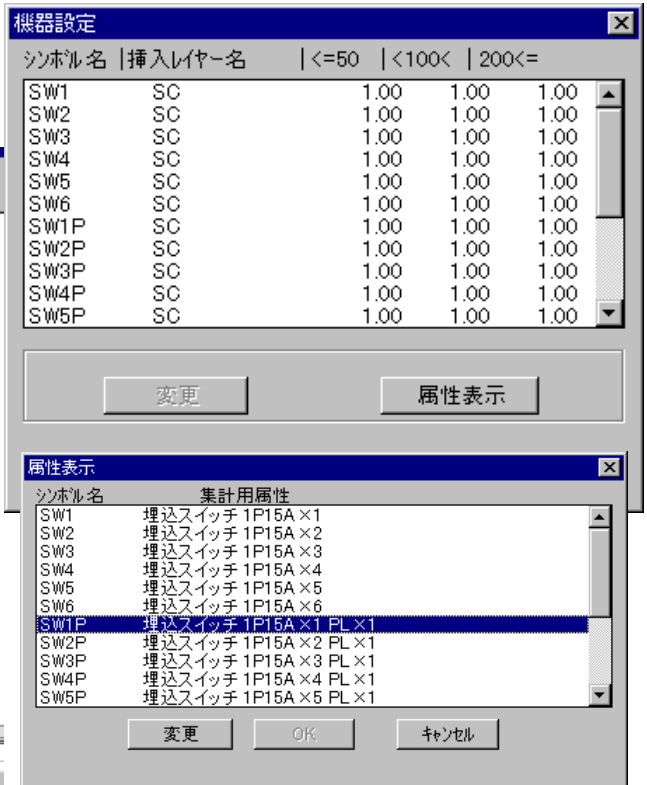 機器設定
シンボル名 |挿入レイヤー名 |<=50 |<100< | 200<=
SW1 SC 1.00 1.00 1.00
SW2 SC 1.00 1.00 1.00
SW3 SC 1.00 1.00 1.00
SW4 SC 1.00 1.00 1.00
SW5 SC 1.00 1.00 1.00
SW6 SC 1.00 1.00 1.00
SW1P SC 1.00 1.00 1.00
SW2P SC 1.00 1.00 1.00
SW3P SC 1.00 1.00 1.00
SW4P SC 1.00 1.00 1.00
SW5P SC 1.00 1.00 1.00
変更 属性表示
属性表示
シンボル名 集計用属性
SW1 埋込スイッチ 1P15A×1
SW2 埋込スイッチ 1P15A×2
SW3 埋込スイッチ 1P15A×3
SW4 埋込スイッチ 1P15A×4
SW5 埋込スイッチ 1P15A×5
SW6 埋込スイッチ 1P15A×6
SW1P 埋込スイッチ 1P15A×1 PL×1
SW2P 埋込スイッチ 1P15A×2 PL×1
SW3P 埋込スイッチ 1P15A×3 PL×1
SW4P 埋込スイッチ 1P15A×4 PL×1
SW5P 埋込スイッチ 1P15A×5 PL×1
変更 OK キャンセル